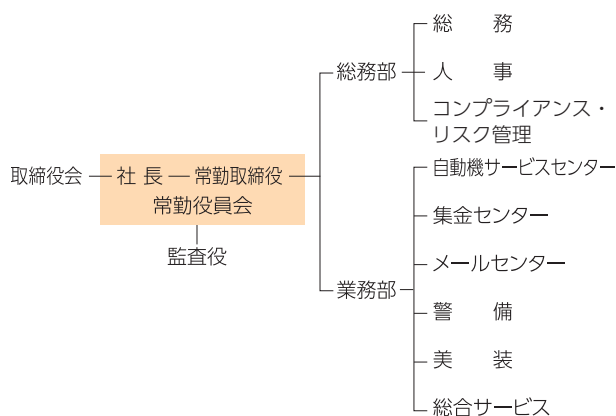 取締役会
社長
常勤取締役
常勤役員会
監査役
総務部
総務
人事
コンプライアンス・
リスク管理
業務部
自動機サービスセンター
集金センター
メールセンター
警備
美装
総合サービス